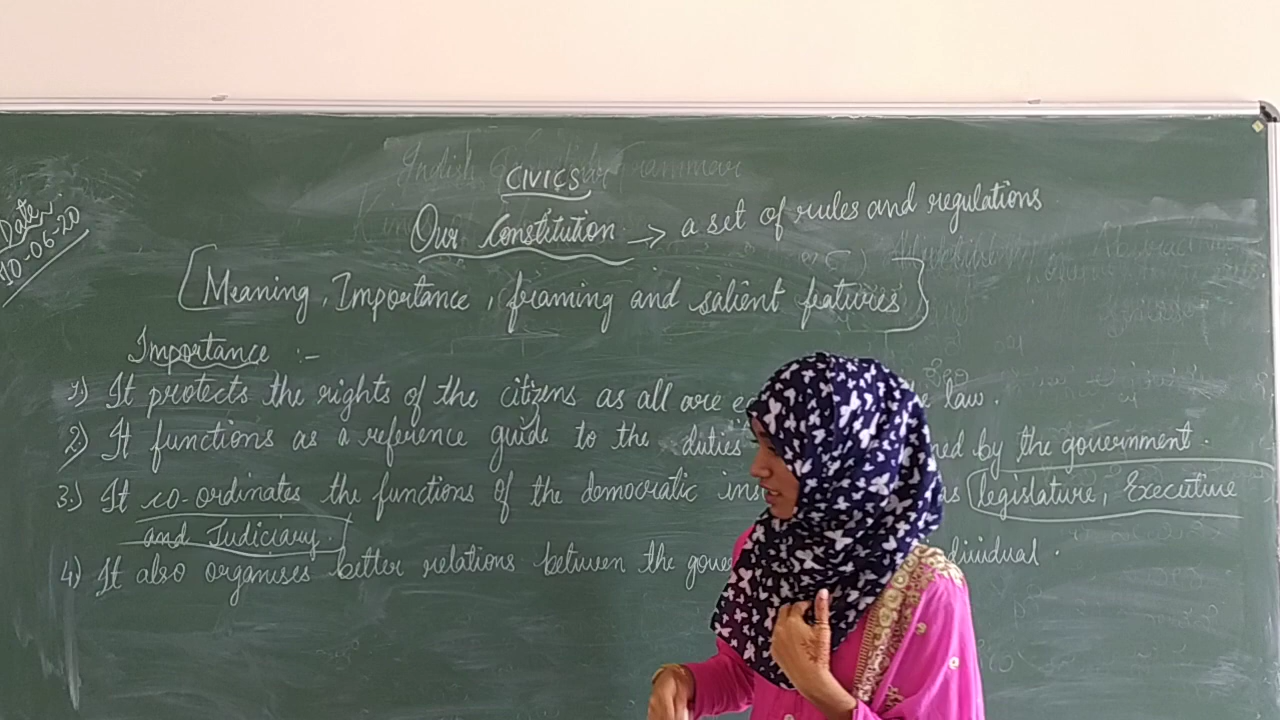 Date:
10-06-20
CIVICS
Our Constitution → a set of rules and regulations
[Meaning, Importance, framing and salient features]
Importance :-
1) It protects the rights of the citizens as all are law.
2) It functions as a reference guide to the duties by the government.
3) It co-ordinates the functions of the democratic as legislature, Executive
and Judiciary.
4) It also organises better relations between the